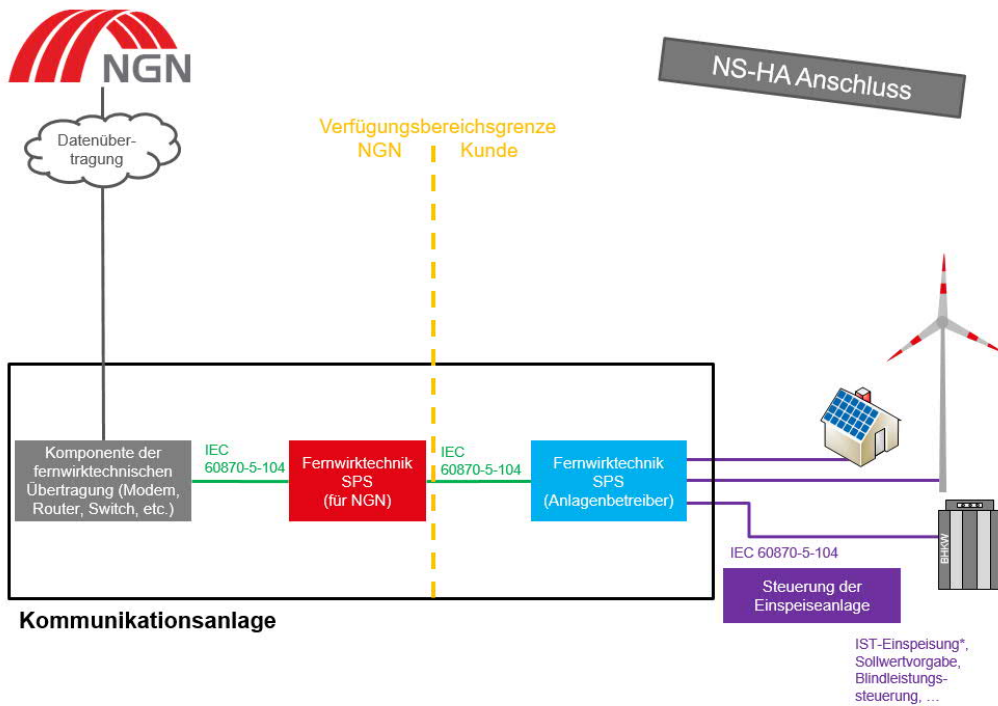 NGN
NS-HA Anschluss
Datenüber-
tragung
Verfügungsbereichsgrenze
NGN
Kunde
Komponente der
fernwirktechnischen
Übertragung (Modem,
Router, Switch, etc.)
IEC
60870-5-104
Fernwirktechnik
SPS
(für NGN)
IEC
60870-5-104
Fernwirktechnik
SPS
(Anlagenbetreiber)
BHKW
IEC 60870-5-104
Steuerung der
Einspeiseanlage
Kommunikationsanlage
IST-Einspeisung*,
Sollwertvorgabe,
Blindleistungs-
steuerung, ...